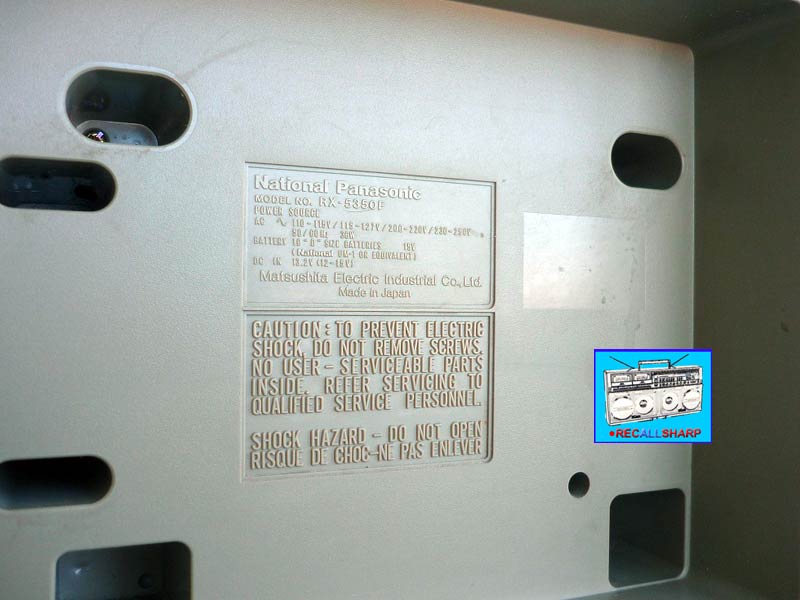 National Panasonic
MODEL NO. RX-5350F
POWER SOURCE
AC ∿ 110-115V/115-127V/200-220V/230-250V
50/60Hz 36W
BATTERY 10 "D" SIZE BATTERIES 15V
(National UM-1 OR EQUIVALENT)
DC IN 13.2V (12-15V)
Matsushita Electric Industrial Co., Ltd.
Made in Japan
CAUTION: TO PREVENT ELECTRIC
SHOCK, DO NOT REMOVE SCREWS.
NO USER-SERVICEABLE PARTS
INSIDE. REFER SERVICING TO
QUALIFIED SERVICE PERSONNEL.
SHOCK HAZARD - DO NOT OPEN
RISQUE DE CHOC-NE PAS ENLEVER
•RECALLSHARP